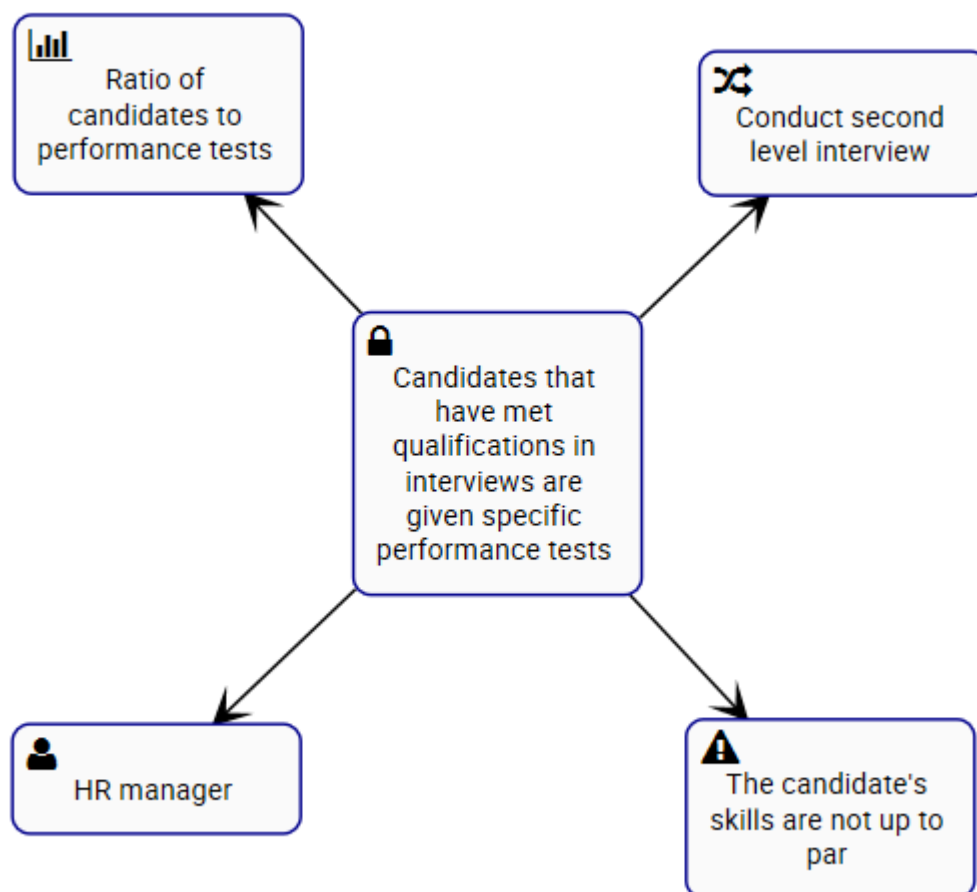 Ratio of
candidates to
performance tests
Conduct second
level interview
Candidates that
have met
qualifications in
interviews are
given specific
performance tests
HR manager
The candidate's
skills are not up to
par